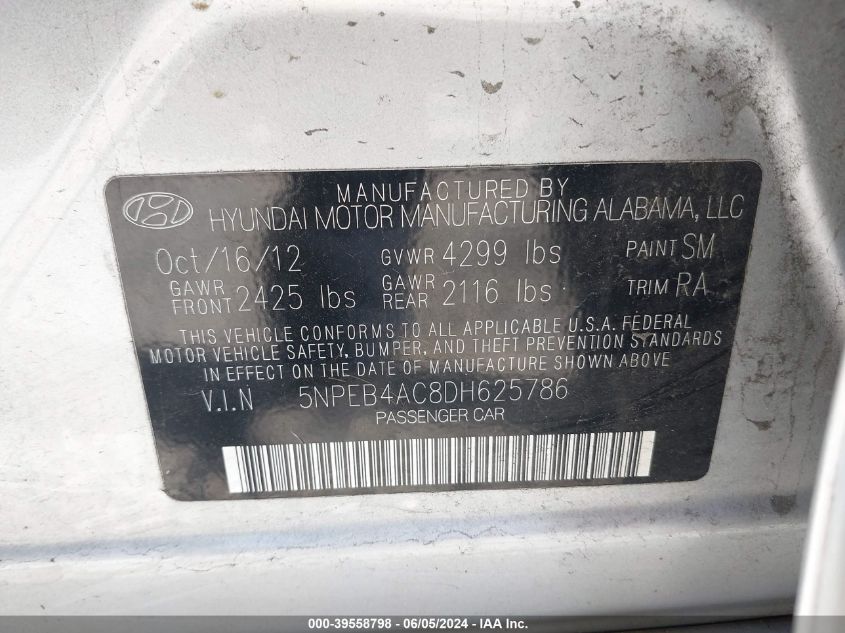 MANUFACTURED BY
HYUNDAI MOTOR MANUFACTURING ALABAMA, LLC
Oct/16/12 GVWR 4299 lbs PAINT SM
GAWR FRONT 2425 lbs GAWR REAR 2116 lbs TRIM RA
THIS VEHICLE CONFORMS TO ALL APPLICABLE U.S.A. FEDERAL
MOTOR VEHICLE SAFETY, BUMPER, AND THEFT PREVENTION STANDARDS
IN EFFECT ON THE DATE OF MANUFACTURE SHOWN ABOVE
V.I.N 5NPEB4AC8DH625786
PASSENGER CAR
000-39558798 - 06/05/2024 - IAA Inc.